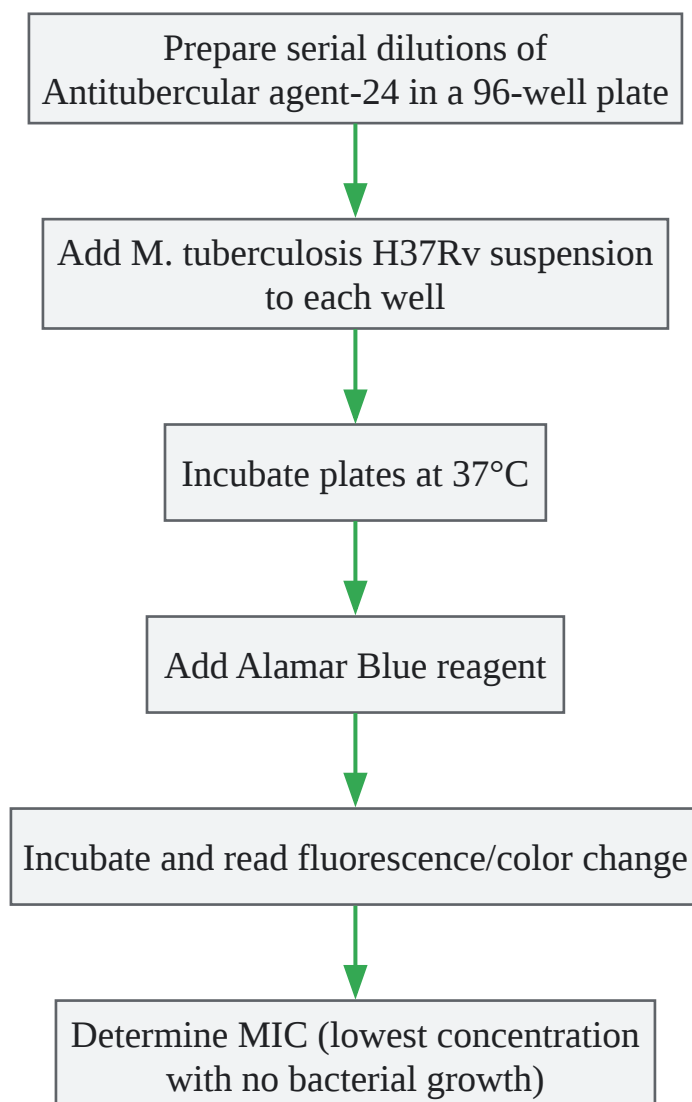 Prepare serial dilutions of
Antitubercular agent-24 in a 96-well plate
Add M. tuberculosis H37Rv suspension
to each well
Incubate plates at 37°C
Add Alamar Blue reagent
Incubate and read fluorescence/color change
Determine MIC (lowest concentration
with no bacterial growth)